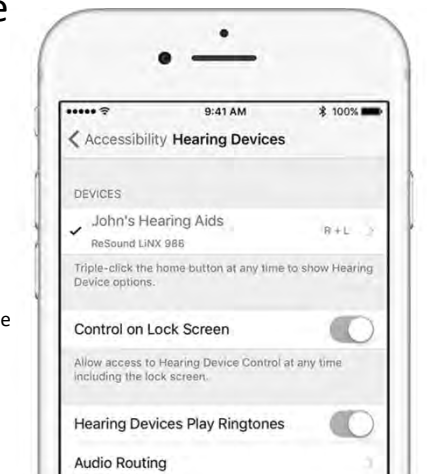 e
9:41 AM 100%
Accessibility Hearing Devices
DEVICES
John's Hearing Aids
R + L
ReSound LiNX 986
Triple-click the home button at any time to show Hearing
Device options.
e
Control on Lock Screen
Allow access to Hearing Device Control at any time
including the lock screen.
Hearing Devices Play Ringtones
Audio Routing